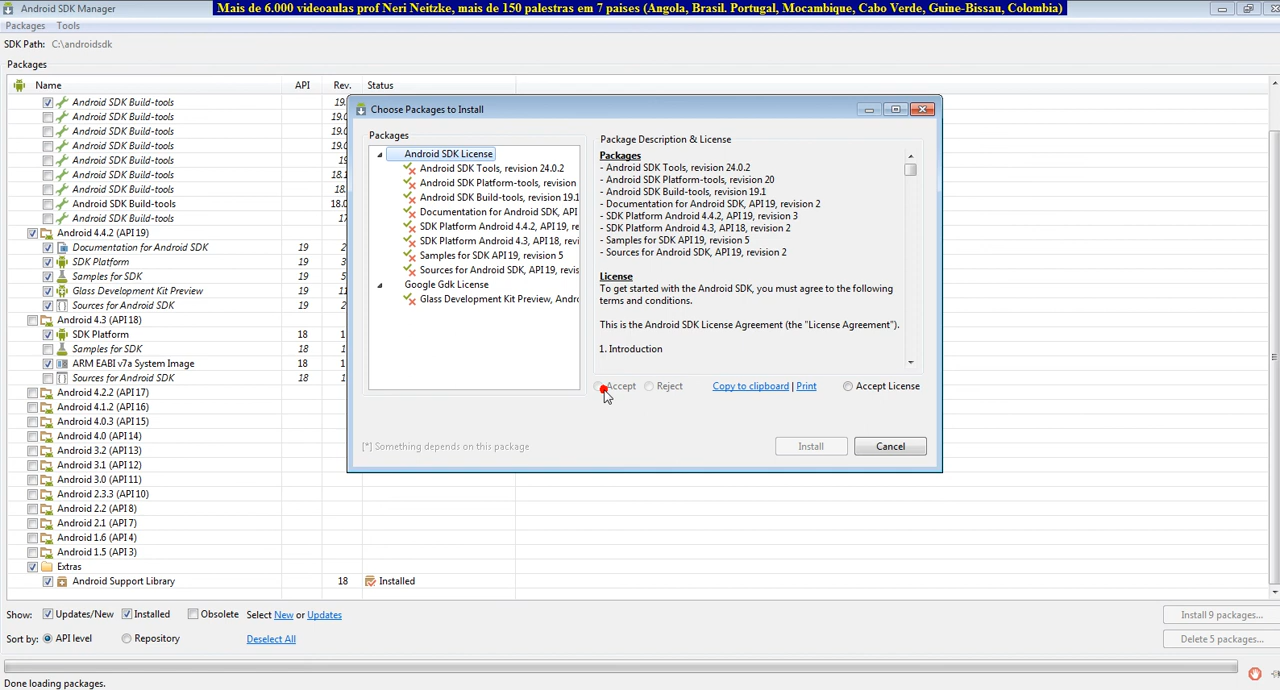 Android SDK Manager
Mais de 6.000 videoaulas prof Neri Neitzke, mais de 150 palestras em 7 paises (Angola, Brasil. Portugal, Mocambique, Cabo Verde, Guine-Bissau, Colombia)
Packages Tools
SDK Path: C:\androidsdk
Packages
Name API Rev. Status
Android SDK Build-tools
Android SDK Build-tools
Android SDK Build-tools
Android SDK Build-tools
Android SDK Build-tools
Android SDK Build-tools
Android SDK Build-tools
Android SDK Build-tools
Android SDK Build-tools
Android 4.4.2 (API 19)
Documentation for Android SDK 19
SDK Platform 19
Samples for SDK 19
Glass Development Kit Preview 19
Sources for Android SDK 19
Android 4.3 (API 18)
SDK Platform 18
Samples for SDK 18
ARM EABI v7a System Image 18
Sources for Android SDK 18
Android 4.2.2 (API 17)
Android 4.1.2 (API 16)
Android 4.0.3 (API 15)
Android 4.0 (API 14)
Android 3.2 (API 13)
Android 3.1 (API 12)
Android 3.0 (API 11)
Android 2.3.3 (API 10)
Android 2.2 (API 8)
Android 2.1 (API 7)
Android 1.6 (API 4)
Android 1.5 (API 3)
Extras
Android Support Library 18 Installed
Choose Packages to Install
Packages
Android SDK License
Android SDK Tools, revision 24.0.2
Android SDK Platform-tools, revision
Android SDK Build-tools, revision 19.1
Documentation for Android SDK, API
SDK Platform Android 4.4.2, API 19, re
SDK Platform Android 4.3, API 18, revi
Samples for SDK API 19, revision 5
Sources for Android SDK, API 19, revis
Google Gdk License
Glass Development Kit Preview, Andro
Package Description & License
Packages
- Android SDK Tools, revision 24.0.2
- Android SDK Platform-tools, revision 20
- Android SDK Build-tools, revision 19.1
- Documentation for Android SDK, API 19, revision 2
- SDK Platform Android 4.4.2, API 19, revision 3
- SDK Platform Android 4.3, API 18, revision 2
- Samples for SDK API 19, revision 5
- Sources for Android SDK, API 19, revision 2
License
To get started with the Android SDK, you must agree to the following
terms and conditions.
This is the Android SDK License Agreement (the "License Agreement").
1. Introduction
Accept Reject Copy to clipboard | Print Accept License
[*] Something depends on this package
Install Cancel
Show: Updates/New Installed Obsolete Select New or Updates
Install 9 packages...
Sort by: API level Repository Deselect All
Delete 5 packages...
Done loading packages.